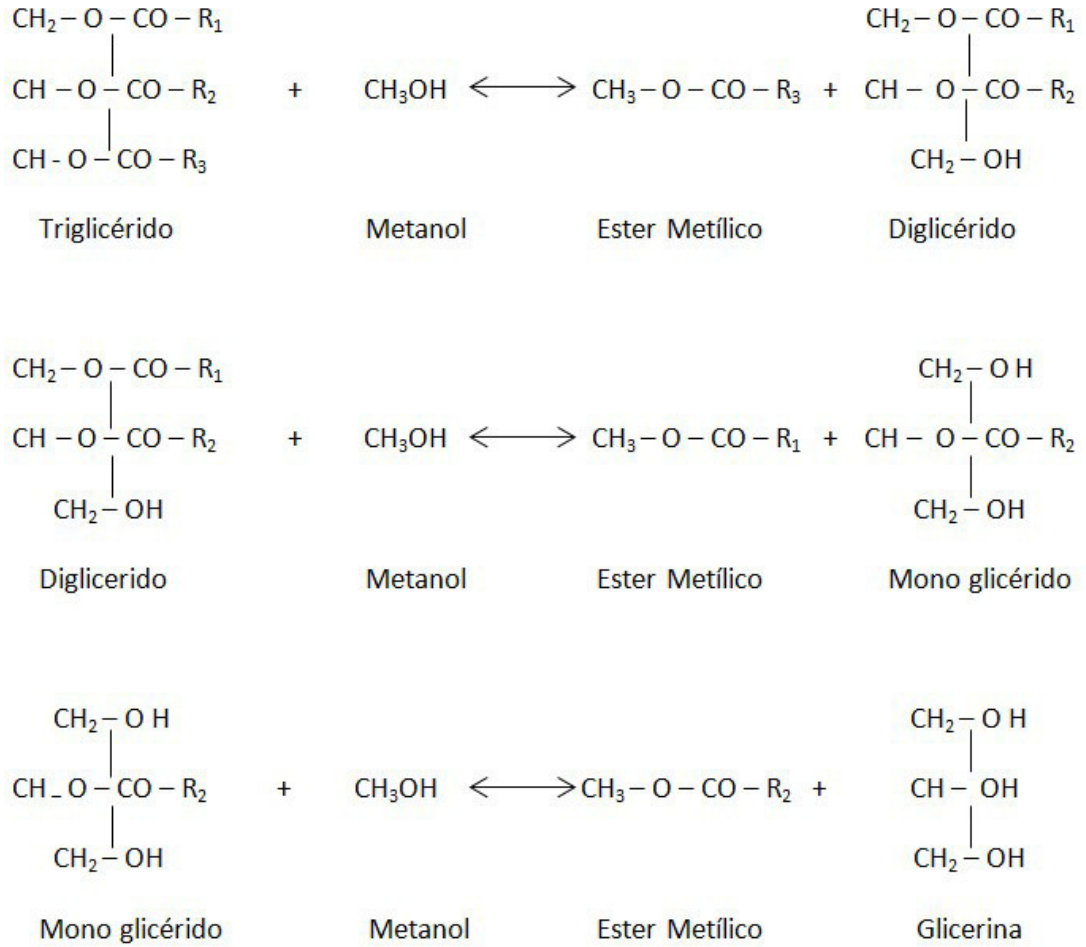 CH₂ – O – CO – R₁ CH₂ – O – CO – R₁
CH – O – CO – R₂ + CH₃OH ⟷ CH₃ – O – CO – R₃ + CH – O – CO – R₂
CH - O – CO – R₃ CH₂ – OH
Triglicérido Metanol Ester Metílico Diglicérido
CH₂ – O – CO – R₁ CH₂ – O H
CH – O – CO – R₂ + CH₃OH ⟷ CH₃ – O – CO – R₁ + CH – O – CO – R₂
CH₂ – OH CH₂ – OH
Diglicerido Metanol Ester Metílico Mono glicérido
CH₂ – O H CH₂ – O H
CH – O – CO – R₂ + CH₃OH ⟷ CH₃ – O – CO – R₂ + CH – OH
CH₂ – OH CH₂ – OH
Mono glicérido Metanol Ester Metílico Glicerina